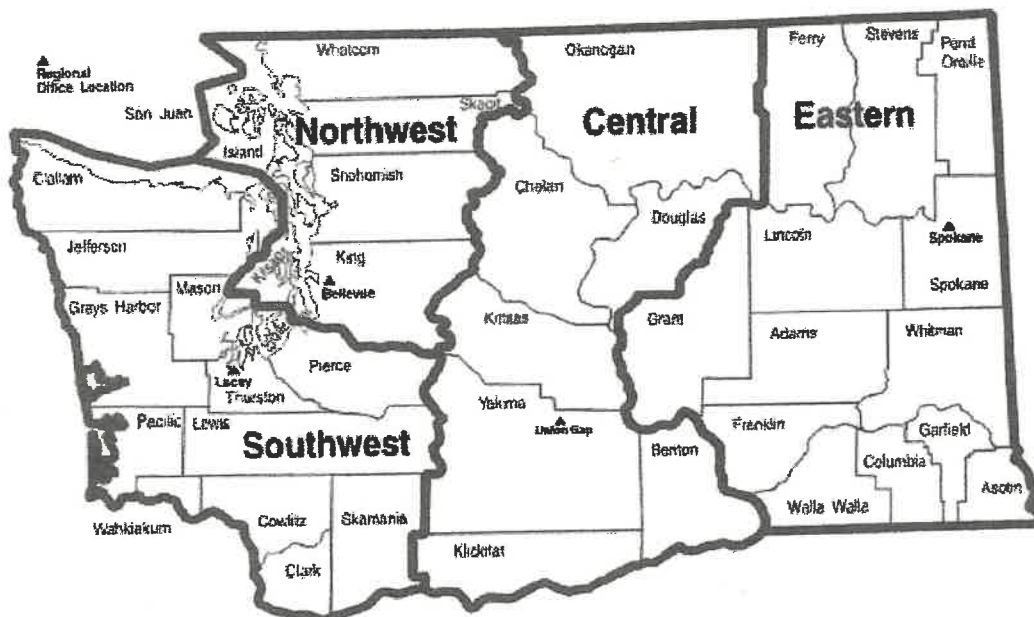 Whatcom
Okanogan
Ferry
Stevens
Pend
Oreille
Regional
Office Location
San Juan
Skagit
Northwest
Central
Eastern
Island
Clallam
Snohomish
Chelan
Douglas
Jefferson
King
Lincoln
Spokane
Kitsap
Bellevue
Mason
Spokane
Grays Harbor
Kittitas
Grant
Adams
Whitman
Pierce
Lacey
Thurston
Yakima
Union Gap
Pacific
Lewis
Franklin
Garfield
Southwest
Benton
Columbia
Asotin
Walla Walla
Wahkiakum
Cowlitz
Skamania
Klickitat
Clark